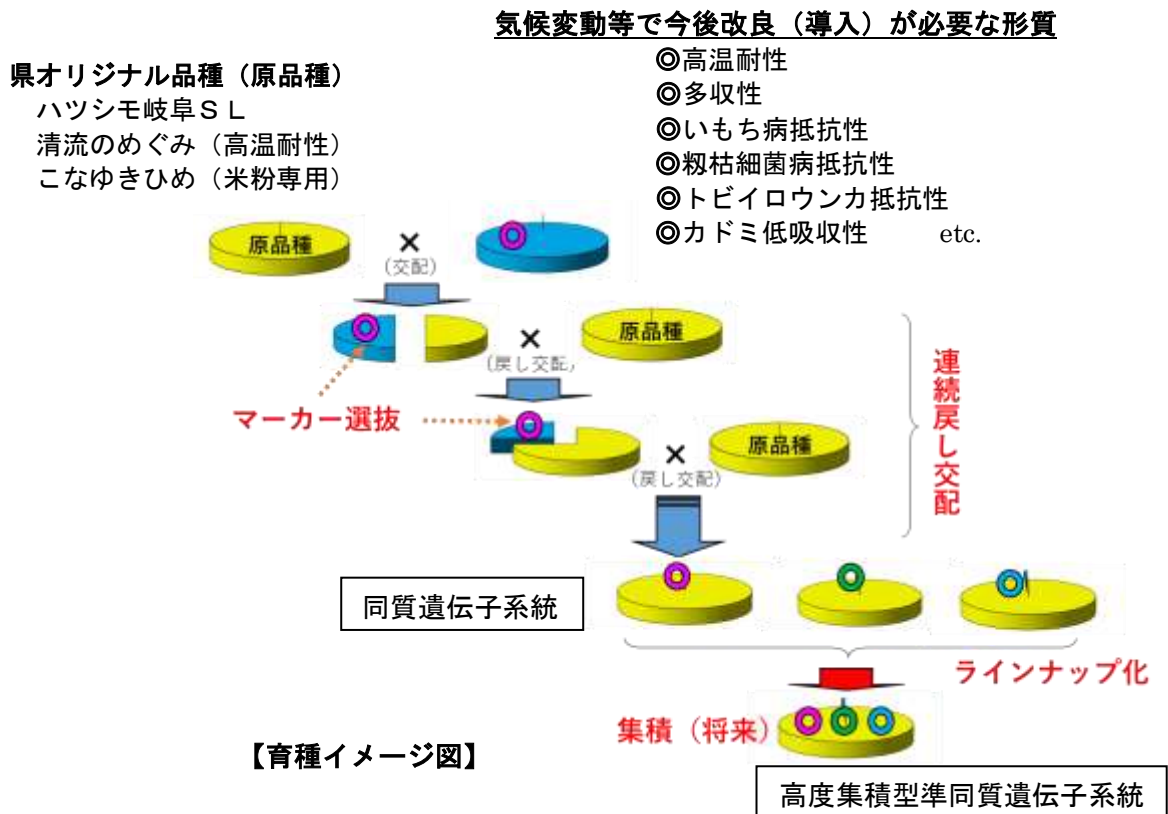 気候変動等で今後改良（導入）が必要な形質
◎高温耐性
◎多収性
◎いもち病抵抗性
◎籾枯細菌病抵抗性
◎トビイロウンカ抵抗性
◎カドミ低吸収性 etc.
県オリジナル品種（原品種）
ハツシモ岐阜ＳＬ
清流のめぐみ（高温耐性）
こなゆきひめ（米粉専用）
原品種
×
（交配）
×
原品種
（戻し交配）
マーカー選抜
×
原品種
（戻し交配）
連続戻し交配
同質遺伝子系統
ラインナップ化
集積（将来）
【育種イメージ図】
高度集積型準同質遺伝子系統